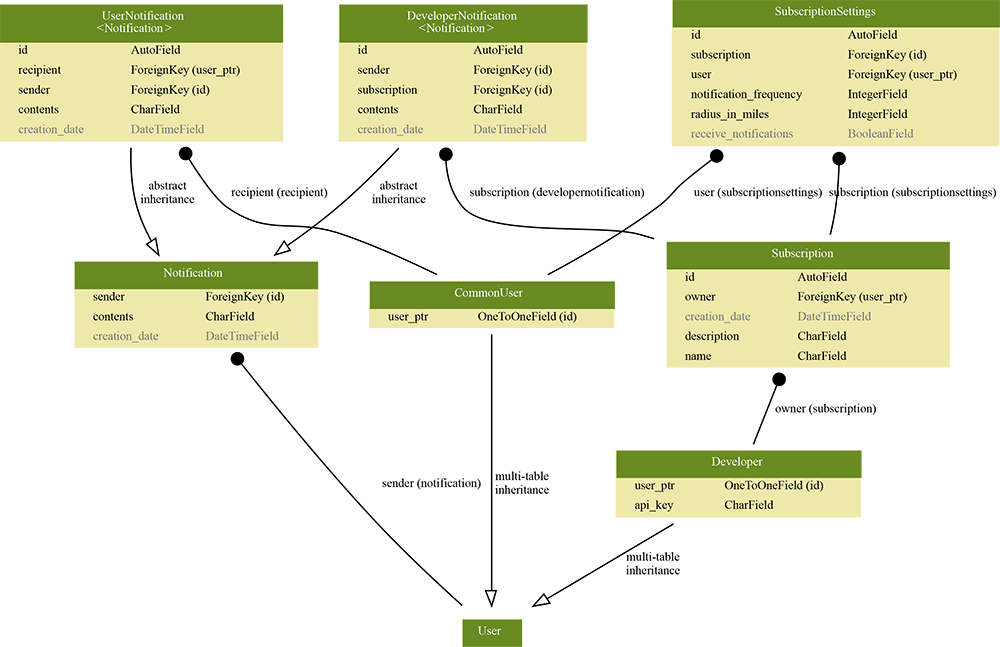 UserNotification
<Notification>
id AutoField
recipient ForeignKey (user_ptr)
sender ForeignKey (id)
contents CharField
creation_date DateTimeField
DeveloperNotification
<Notification>
id AutoField
sender ForeignKey (id)
subscription ForeignKey (id)
contents CharField
creation_date DateTimeField
SubscriptionSettings
id AutoField
subscription ForeignKey (id)
user ForeignKey (user_ptr)
notification_frequency IntegerField
radius_in_miles IntegerField
receive_notifications BooleanField
abstract
inheritance
recipient (recipient)
abstract
inheritance
subscription (developernotification)
user (subscriptionsettings)
subscription (subscriptionsettings)
Notification
sender ForeignKey (id)
contents CharField
creation_date DateTimeField
CommonUser
user_ptr OneToOneField (id)
Subscription
id AutoField
owner ForeignKey (user_ptr)
creation_date DateTimeField
description CharField
name CharField
owner (subscription)
sender (notification)
multi-table
inheritance
Developer
user_ptr OneToOneField (id)
api_key CharField
multi-table
inheritance
User